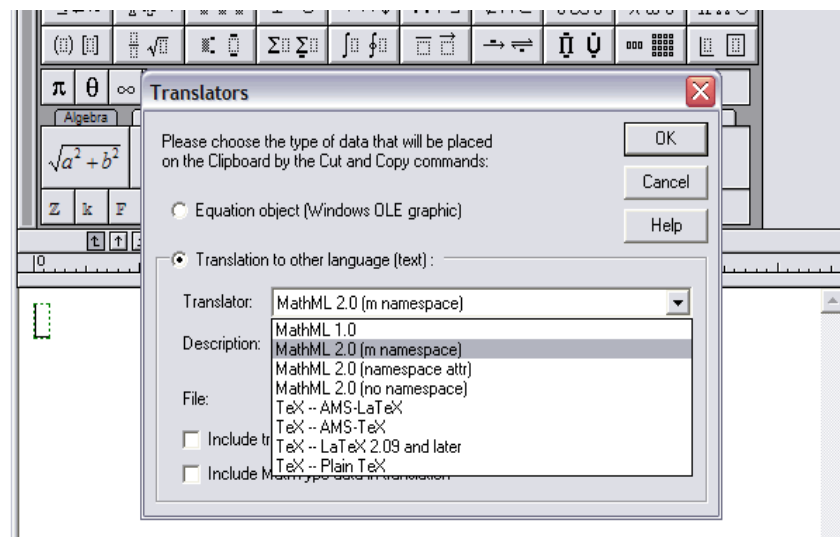 π θ ∞
Algebra
√a² + b²
ℤ 𝕜 𝔽
0
Translators
Please choose the type of data that will be placed
on the Clipboard by the Cut and Copy commands:
OK
Cancel
Help
Equation object (Windows OLE graphic)
Translation to other language (text) :
Translator:
MathML 2.0 (m namespace)
MathML 1.0
Description:
MathML 2.0 (m namespace)
MathML 2.0 (namespace attr)
MathML 2.0 (no namespace)
File:
TeX -- AMS-LaTeX
TeX -- AMS-TeX
Include
TeX -- LaTeX 2.09 and later
TeX -- Plain TeX
Include